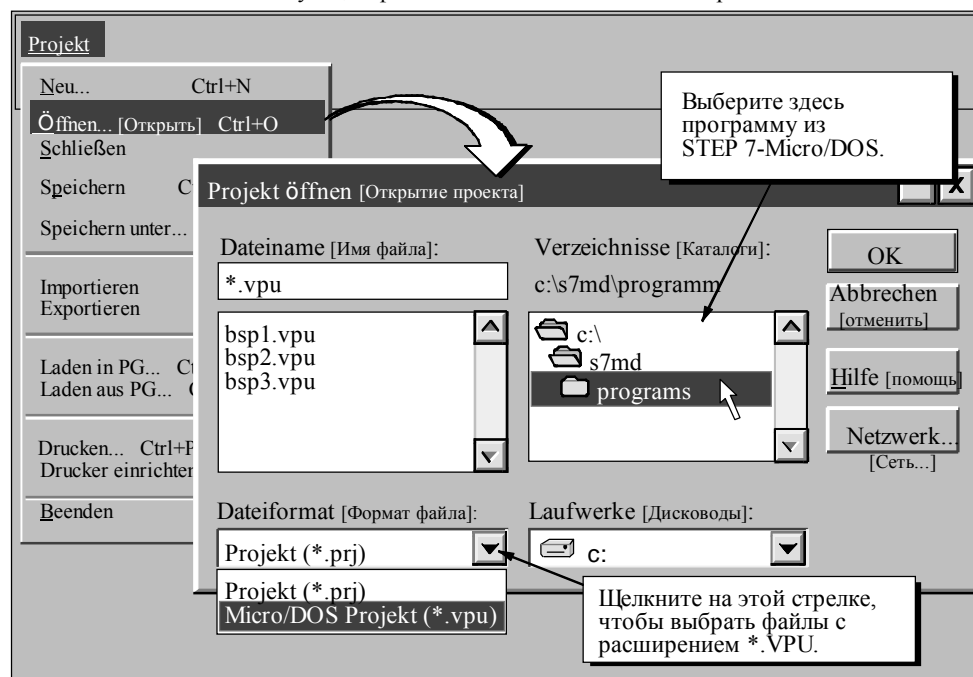 Projekt
Neu... Ctrl+N
Öffnen... [Открыть] Ctrl+O
Schließen
Speichern C
Speichern unter...
Importieren
Exportieren
Laden in PG... Ct
Laden aus PG...
Drucken... Ctrl+P
Drucker einrichten
Beenden
Выберите здесь
программу из
STEP 7-Micro/DOS.
Projekt öffnen [Открытие проекта]
X
Dateiname [Имя файла]:
*.vpu
bsp1.vpu
bsp2.vpu
bsp3.vpu
Verzeichnisse [Каталоги]:
c:\s7md\programm
c:\
s7md
programs
OK
Abbrechen
[отменить]
Hilfe [помощь]
Netzwerk...
[Сеть...]
Dateiformat [Формат файла]:
Projekt (*.prj)
Projekt (*.prj)
Micro/DOS Projekt (*.vpu)
Laufwerke [Дисководы]:
c:
Щелкните на этой стрелке,
чтобы выбрать файлы с
расширением *.VPU.